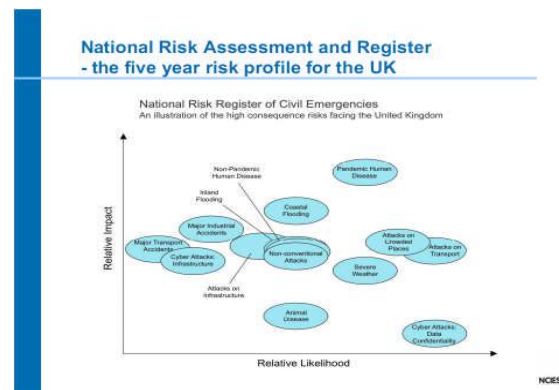 National Risk Assessment and Register
- the five year risk profile for the UK
National Risk Register of Civil Emergencies
An illustration of the high consequence risks facing the United Kingdom
Relative Impact
Non-Pandemic
Human Disease
Pandemic Human
Disease
Inland
Flooding
Coastal
Flooding
Major Industrial
Accidents
Major Transport
Accidents
Cyber Attacks:
Infrastructure
Non-conventional
Attacks
Attacks on
Crowded
Places
Attacks on
Transport
Severe
Weather
Attacks on
Infrastructure
Animal
Disease
Cyber Attacks:
Data
Confidentiality
Relative Likelihood